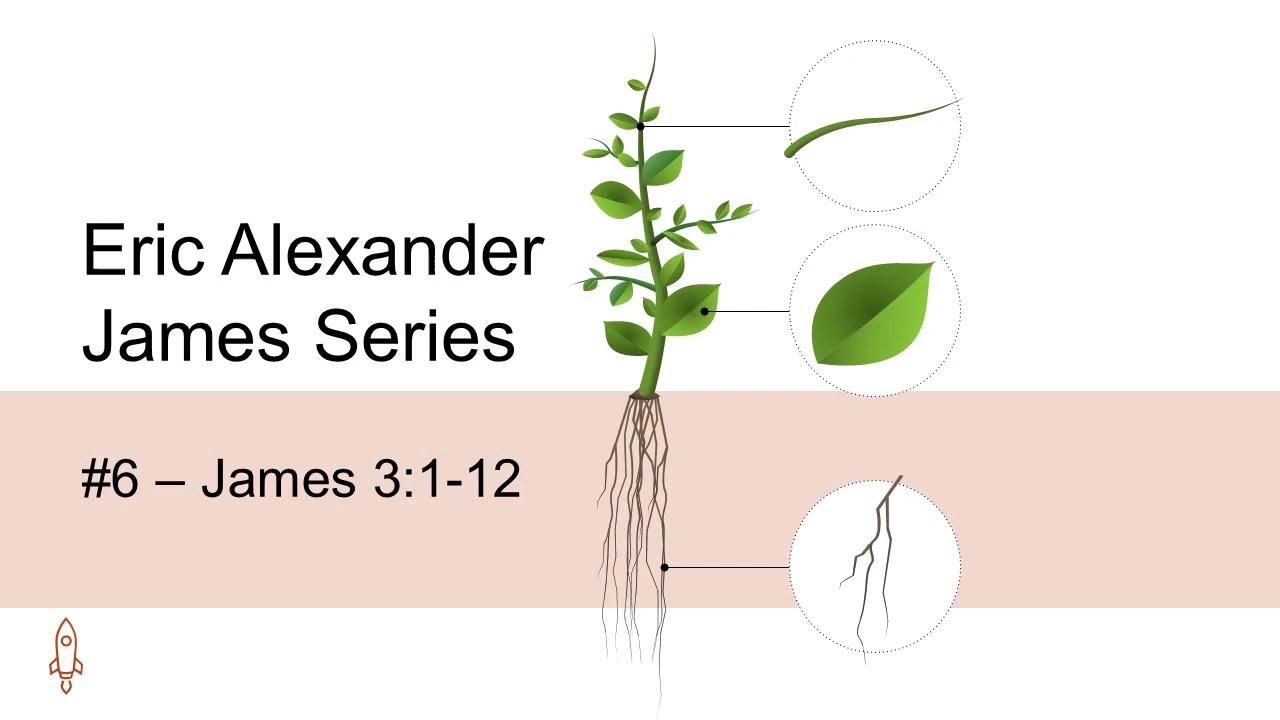 Eric Alexander
James Series
#6 – James 3:1-12